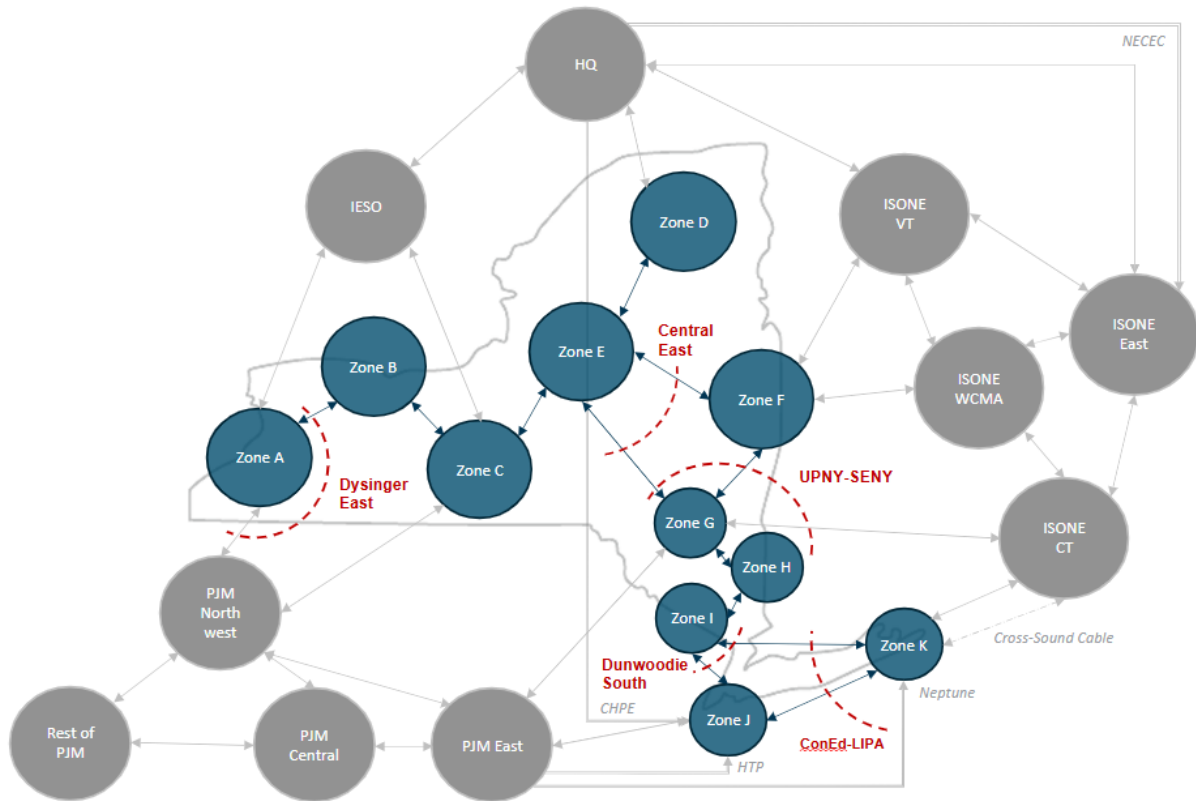 NECEC
HQ
IESO
ISONE
VT
Zone D
ISONE
East
Central
East
Zone E
Zone B
ISONE
WCMA
Zone F
Zone A
Zone C
Dysinger
East
UPNY-SENY
Zone G
ISONE
CT
Zone H
PJM
North
west
Zone I
Cross-Sound Cable
Zone K
Dunwoodie
South
Neptune
CHPE
Zone J
Rest of
PJM
PJM
Central
PJM East
ConEd-LIPA
HTP